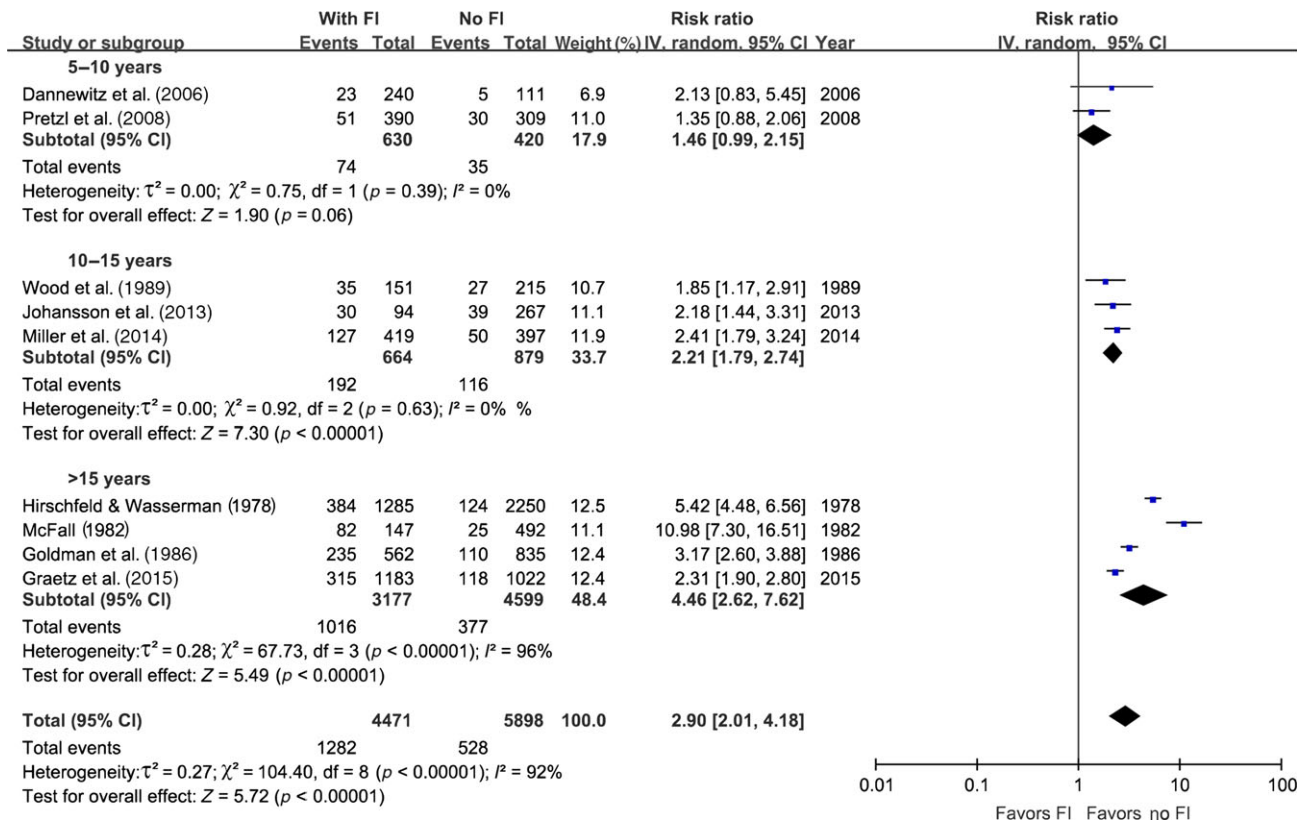 With FI No FI Risk ratio Risk ratio
Study or subgroup Events Total Events Total Weight (%) IV. random. 95% CI Year IV. random. 95% CI
5–10 years
Dannewitz et al. (2006) 23 240 5 111 6.9 2.13 [0.83, 5.45] 2006
Pretzl et al. (2008) 51 390 30 309 11.0 1.35 [0.88, 2.06] 2008
Subtotal (95% CI) 630 420 17.9 1.46 [0.99, 2.15]
Total events 74 35
Heterogeneity: τ² = 0.00; χ² = 0.75, df = 1 (p = 0.39); I² = 0%
Test for overall effect: Z = 1.90 (p = 0.06)
10–15 years
Wood et al. (1989) 35 151 27 215 10.7 1.85 [1.17, 2.91] 1989
Johansson et al. (2013) 30 94 39 267 11.1 2.18 [1.44, 3.31] 2013
Miller et al. (2014) 127 419 50 397 11.9 2.41 [1.79, 3.24] 2014
Subtotal (95% CI) 664 879 33.7 2.21 [1.79, 2.74]
Total events 192 116
Heterogeneity: τ² = 0.00; χ² = 0.92, df = 2 (p = 0.63); I² = 0% %
Test for overall effect: Z = 7.30 (p < 0.00001)
>15 years
Hirschfeld & Wasserman (1978) 384 1285 124 2250 12.5 5.42 [4.48, 6.56] 1978
McFall (1982) 82 147 25 492 11.1 10.98 [7.30, 16.51] 1982
Goldman et al. (1986) 235 562 110 835 12.4 3.17 [2.60, 3.88] 1986
Graetz et al. (2015) 315 1183 118 1022 12.4 2.31 [1.90, 2.80] 2015
Subtotal (95% CI) 3177 4599 48.4 4.46 [2.62, 7.62]
Total events 1016 377
Heterogeneity: τ² = 0.28; χ² = 67.73, df = 3 (p < 0.00001); I² = 96%
Test for overall effect: Z = 5.49 (p < 0.00001)
Total (95% CI) 4471 5898 100.0 2.90 [2.01, 4.18]
Total events 1282 528
Heterogeneity: τ² = 0.27; χ² = 104.40, df = 8 (p < 0.00001); I² = 92%
Test for overall effect: Z = 5.72 (p < 0.00001)
0.01 0.1 1 10 100
Favors FI Favors no FI